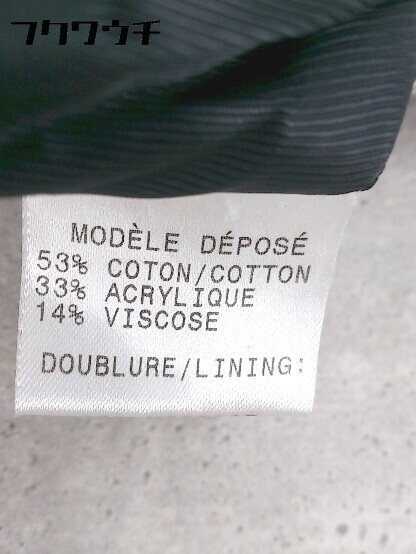 フクワウチ
MODÈLE DÉPOSÉ
53% COTON/COTTON
33% ACRYLIQUE
14% VISCOSE
DOUBLURE/LINING: